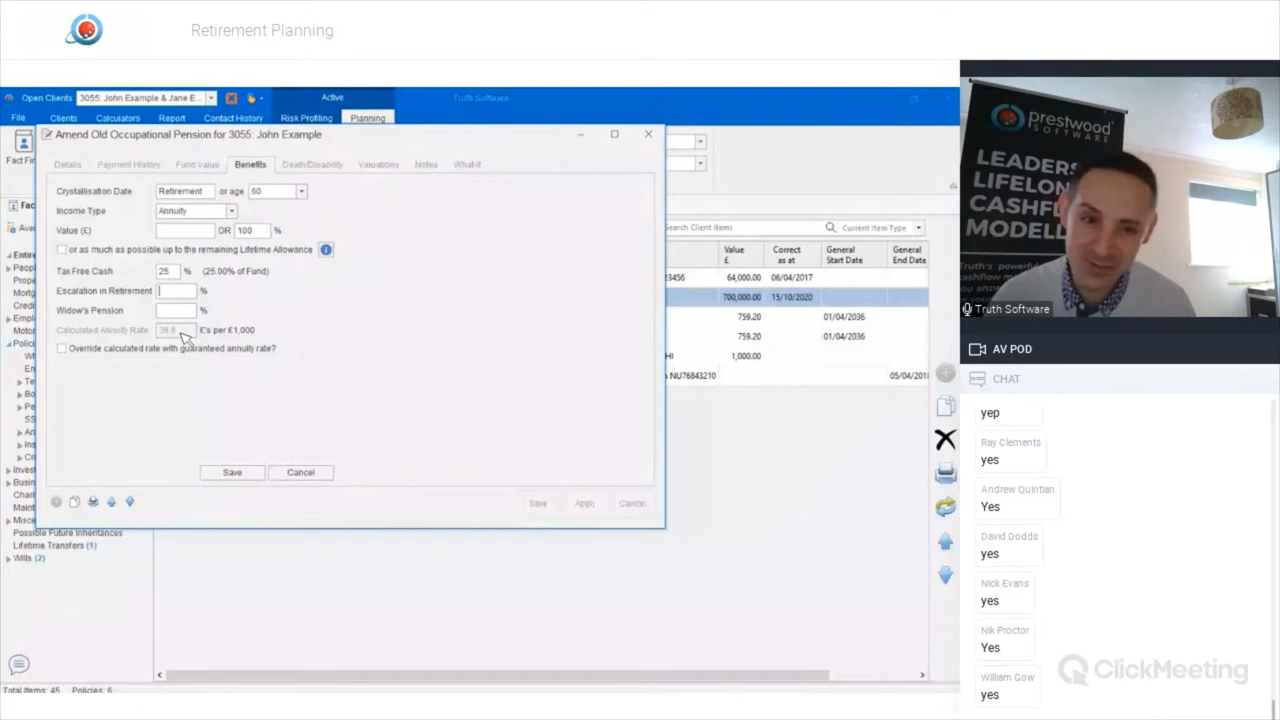 Retirement Planning
Open Clients 3055: John Example & Jane E...
Active
Truth Software
File Clients Calculators Report Contact History Risk Profiling Planning
Amend Old Occupational Pension for 3055: John Example
Fact Fin
Details Payment History Fund Value Benefits Death/Disability Valuations Notes What-if
Crystallisation Date Retirement or age 60
Income Type Annuity
Value (£) OR 100 %
or as much as possible up to the remaining Lifetime Allowance
Tax Free Cash 25 % (25.00% of Fund)
Escalation in Retirement %
Widow's Pension %
Calculated Annuity Rate £'s per £1,000
Override calculated rate with guaranteed annuity rate?
Save Cancel
Save Apply Cancel
Search Client Items Current Item Type
Value £ Correct as at General Start Date General End Date
23456 64,000.00 06/04/2017
700,000.00 15/10/2020
759.20 01/04/2036
759.20 01/04/2036
HI 1,000.00
NU76843210 05/04/201
Possible Future Inheritances
Lifetime Transfers (1)
Wills (2)
Total Items: 45 Policies: 6
prestwood
SOFTWARE
LEADERS
LIFELON
CASHFL
MODELL
Truth's powerful
Truth Software
AV POD
CHAT
yep
Ray Clements
yes
Andrew Quintian
Yes
David Dodds
yes
Nick Evans
yes
Nik Proctor
Yes
William Gow
yes
ClickMeeting